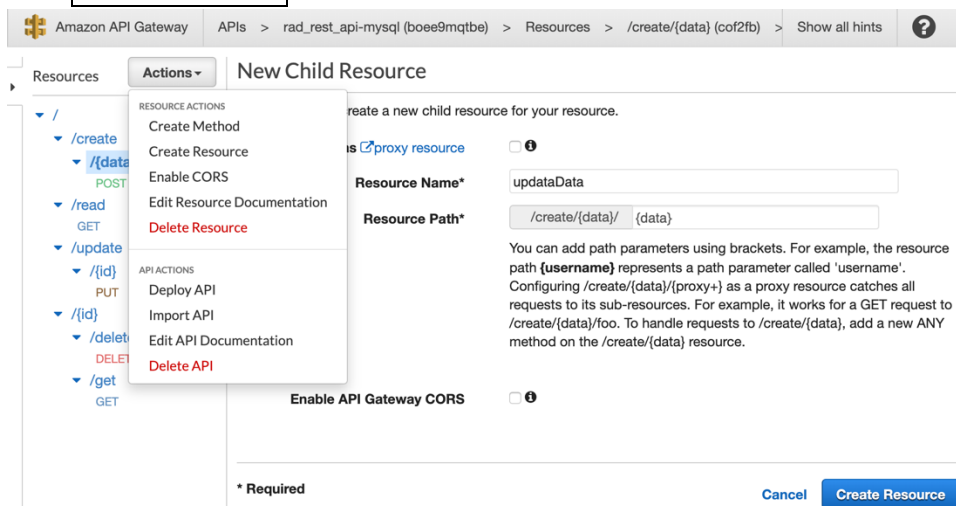 Amazon API Gateway APIs > rad_rest_api-mysql (boee9mqtbe) > Resources > /create/{data} (cof2fb) > Show all hints ?
Resources Actions New Child Resource
/
/create
/{data
POST
/read
GET
/update
/{id}
PUT
/{id}
/delet
DELET
/get
GET
RESOURCE ACTIONS
Create Method
Create Resource
Enable CORS
Edit Resource Documentation
Delete Resource
API ACTIONS
Deploy API
Import API
Edit API Documentation
Delete API
reate a new child resource for your resource.
s proxy resource
Resource Name* updataData
Resource Path* /create/{data}/ {data}
You can add path parameters using brackets. For example, the resource
path {username} represents a path parameter called 'username'.
Configuring /create/{data}/{proxy+} as a proxy resource catches all
requests to its sub-resources. For example, it works for a GET request to
/create/{data}/foo. To handle requests to /create/{data}, add a new ANY
method on the /create/{data} resource.
Enable API Gateway CORS
* Required
Cancel Create Resource